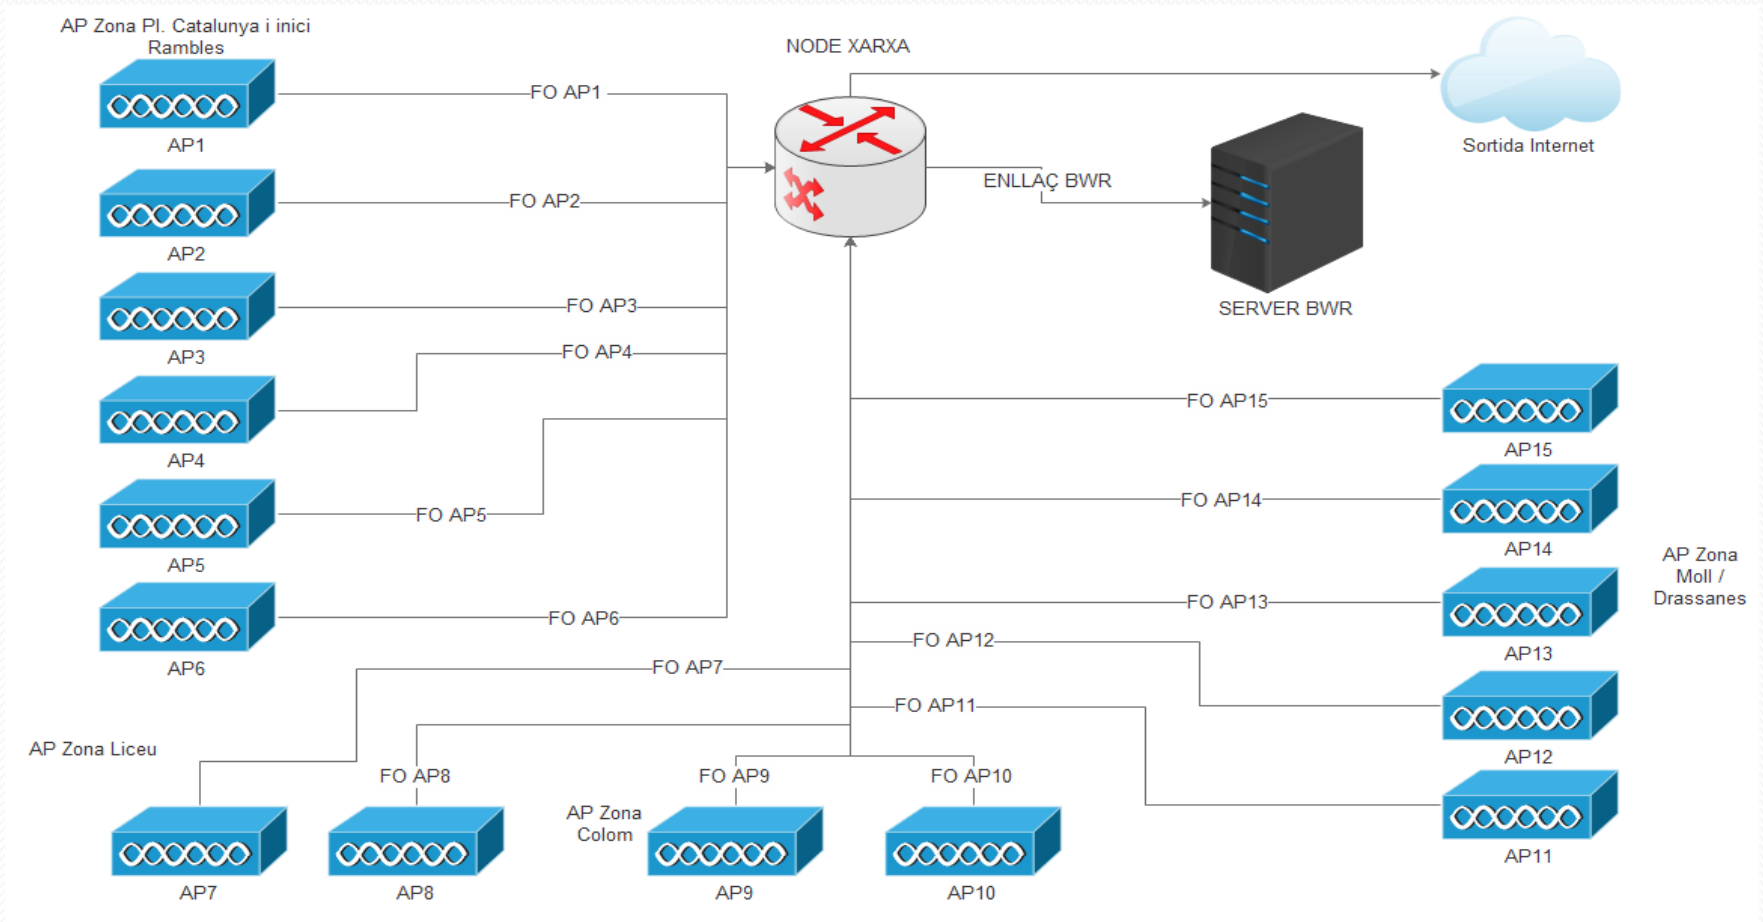 AP Zona Pl. Catalunya i inici
Rambles
NODE XARXA
FO AP1
AP1
Sortida Internet
ENLLAÇ BWR
FO AP2
AP2
SERVER BWR
FO AP3
AP3
FO AP4
AP4
FO AP5
AP5
FO AP6
AP6
FO AP15
AP15
FO AP14
AP14
AP Zona
Moll /
Drassanes
FO AP13
AP13
FO AP12
AP12
FO AP11
AP11
FO AP7
AP Zona Liceu
FO AP8
FO AP9
FO AP10
AP Zona
Colom
AP7
AP8
AP9
AP10